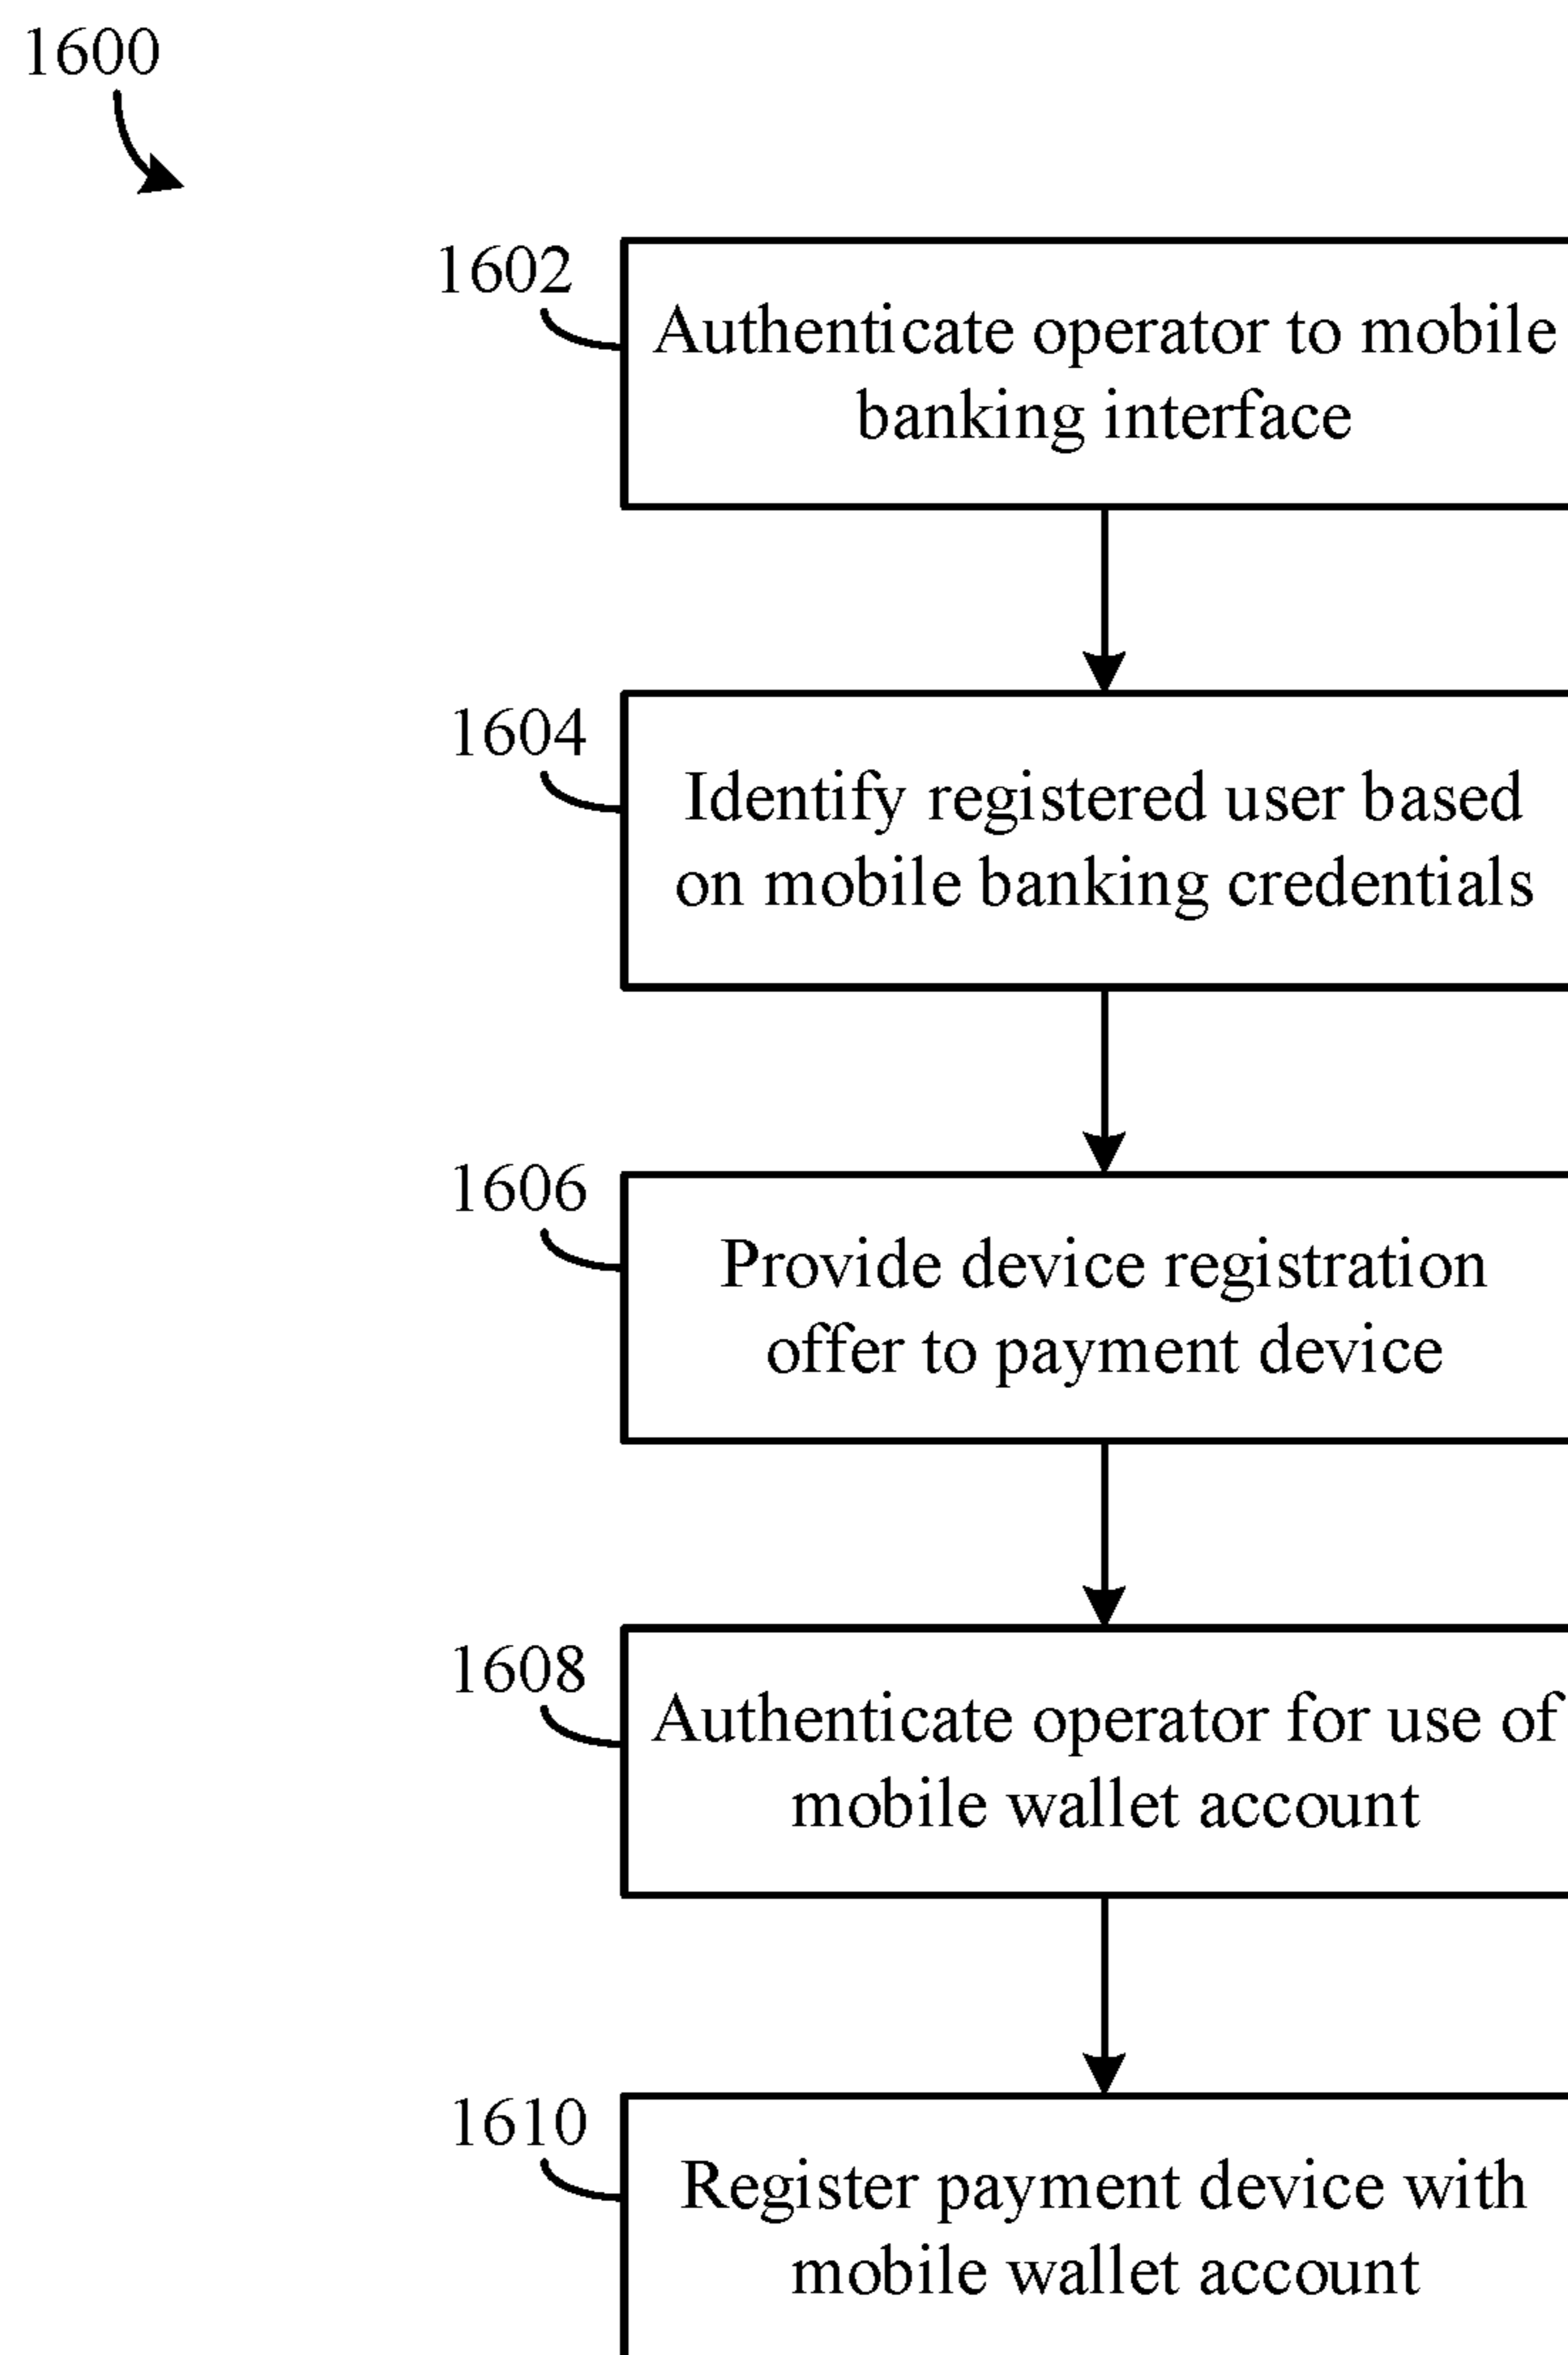 1600
1602
Authenticate operator to mobile
banking interface
1604
Identify registered user based
on mobile banking credentials
1606
Provide device registration
offer to payment device
1608
Authenticate operator for use of
mobile wallet account
1610
Register payment device with
mobile wallet account